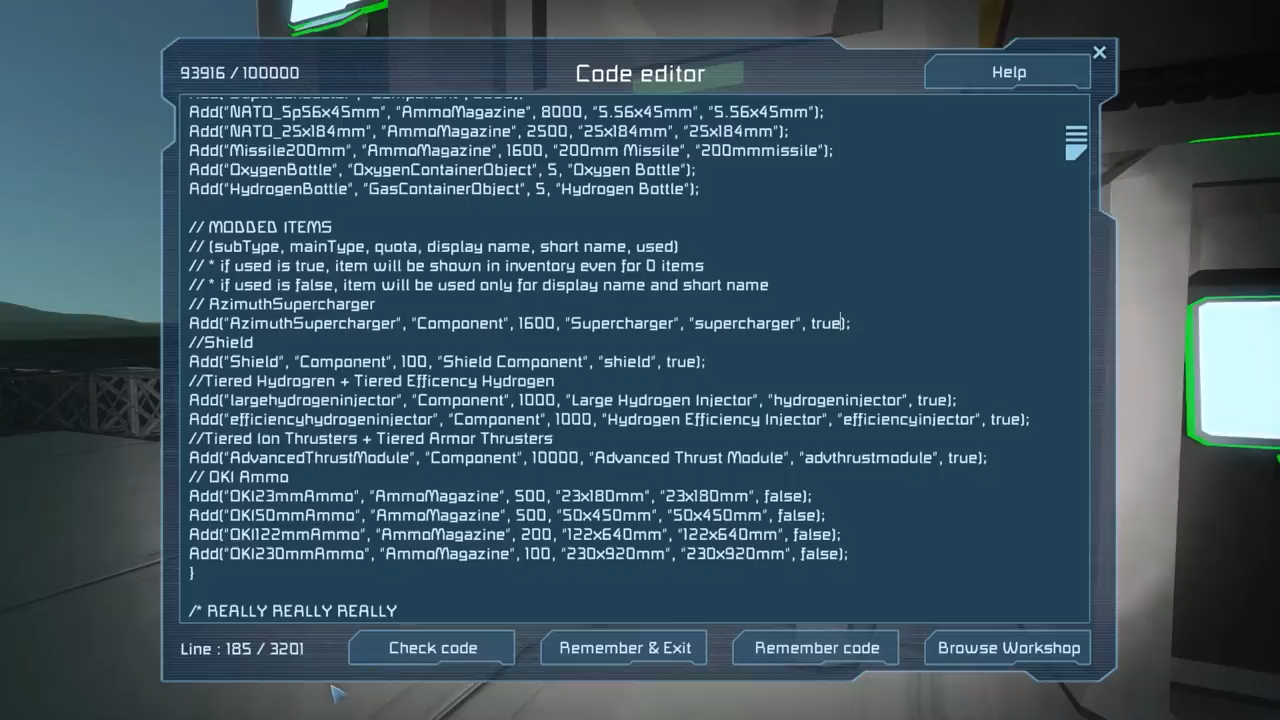 93916 / 100000
Code editor
Help
Add("NATO_5p56x45mm", "AmmoMagazine", 8000, "5.56x45mm", "5.56x45mm");
Add("NATO_25x184mm", "AmmoMagazine", 2500, "25x184mm", "25x184mm");
Add("Missile200mm", "AmmoMagazine", 1600, "200mm Missile", "200mmmissile");
Add("OxygenBottle", "OxygenContainerObject", 5, "Oxygen Bottle");
Add("HydrogenBottle", "GasContainerObject", 5, "Hydrogen Bottle");
// MODDED ITEMS
// (subType, mainType, quota, display name, short name, used)
// * if used is true, item will be shown in inventory even for 0 items
// * if used is false, item will be used only for display name and short name
// AzimuthSupercharger
Add("AzimuthSupercharger", "Component", 1600, "Supercharger", "supercharger", true);
//Shield
Add("Shield", "Component", 100, "Shield Component", "shield", true);
//Tiered Hydrogren + Tiered Efficency Hydrogen
Add("largehydrogeninjector", "Component", 1000, "Large Hydrogen Injector", "hydrogeninjector", true);
Add("efficiencyhydrogeninjector", "Component", 1000, "Hydrogen Efficiency Injector", "efficiencyinjector", true);
//Tiered Ion Thrusters + Tiered Armor Thrusters
Add("AdvancedThrustModule", "Component", 10000, "Advanced Thrust Module", "advthrustmodule", true);
// OKI Ammo
Add("OKI23mmAmmo", "AmmoMagazine", 500, "23x180mm", "23x180mm", false);
Add("OKI50mmAmmo", "AmmoMagazine", 500, "50x450mm", "50x450mm", false);
Add("OKI122mmAmmo", "AmmoMagazine", 200, "122x640mm", "122x640mm", false);
Add("OKI230mmAmmo", "AmmoMagazine", 100, "230x920mm", "230x920mm", false);
}
/* REALLY REALLY REALLY
Line : 185 / 3201
Check code
Remember & Exit
Remember code
Browse Workshop